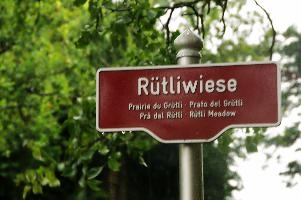 Rütliwiese
Prairie du Grütli · Prato del Grütli
Prà dal Rütli · Rütli Meadow